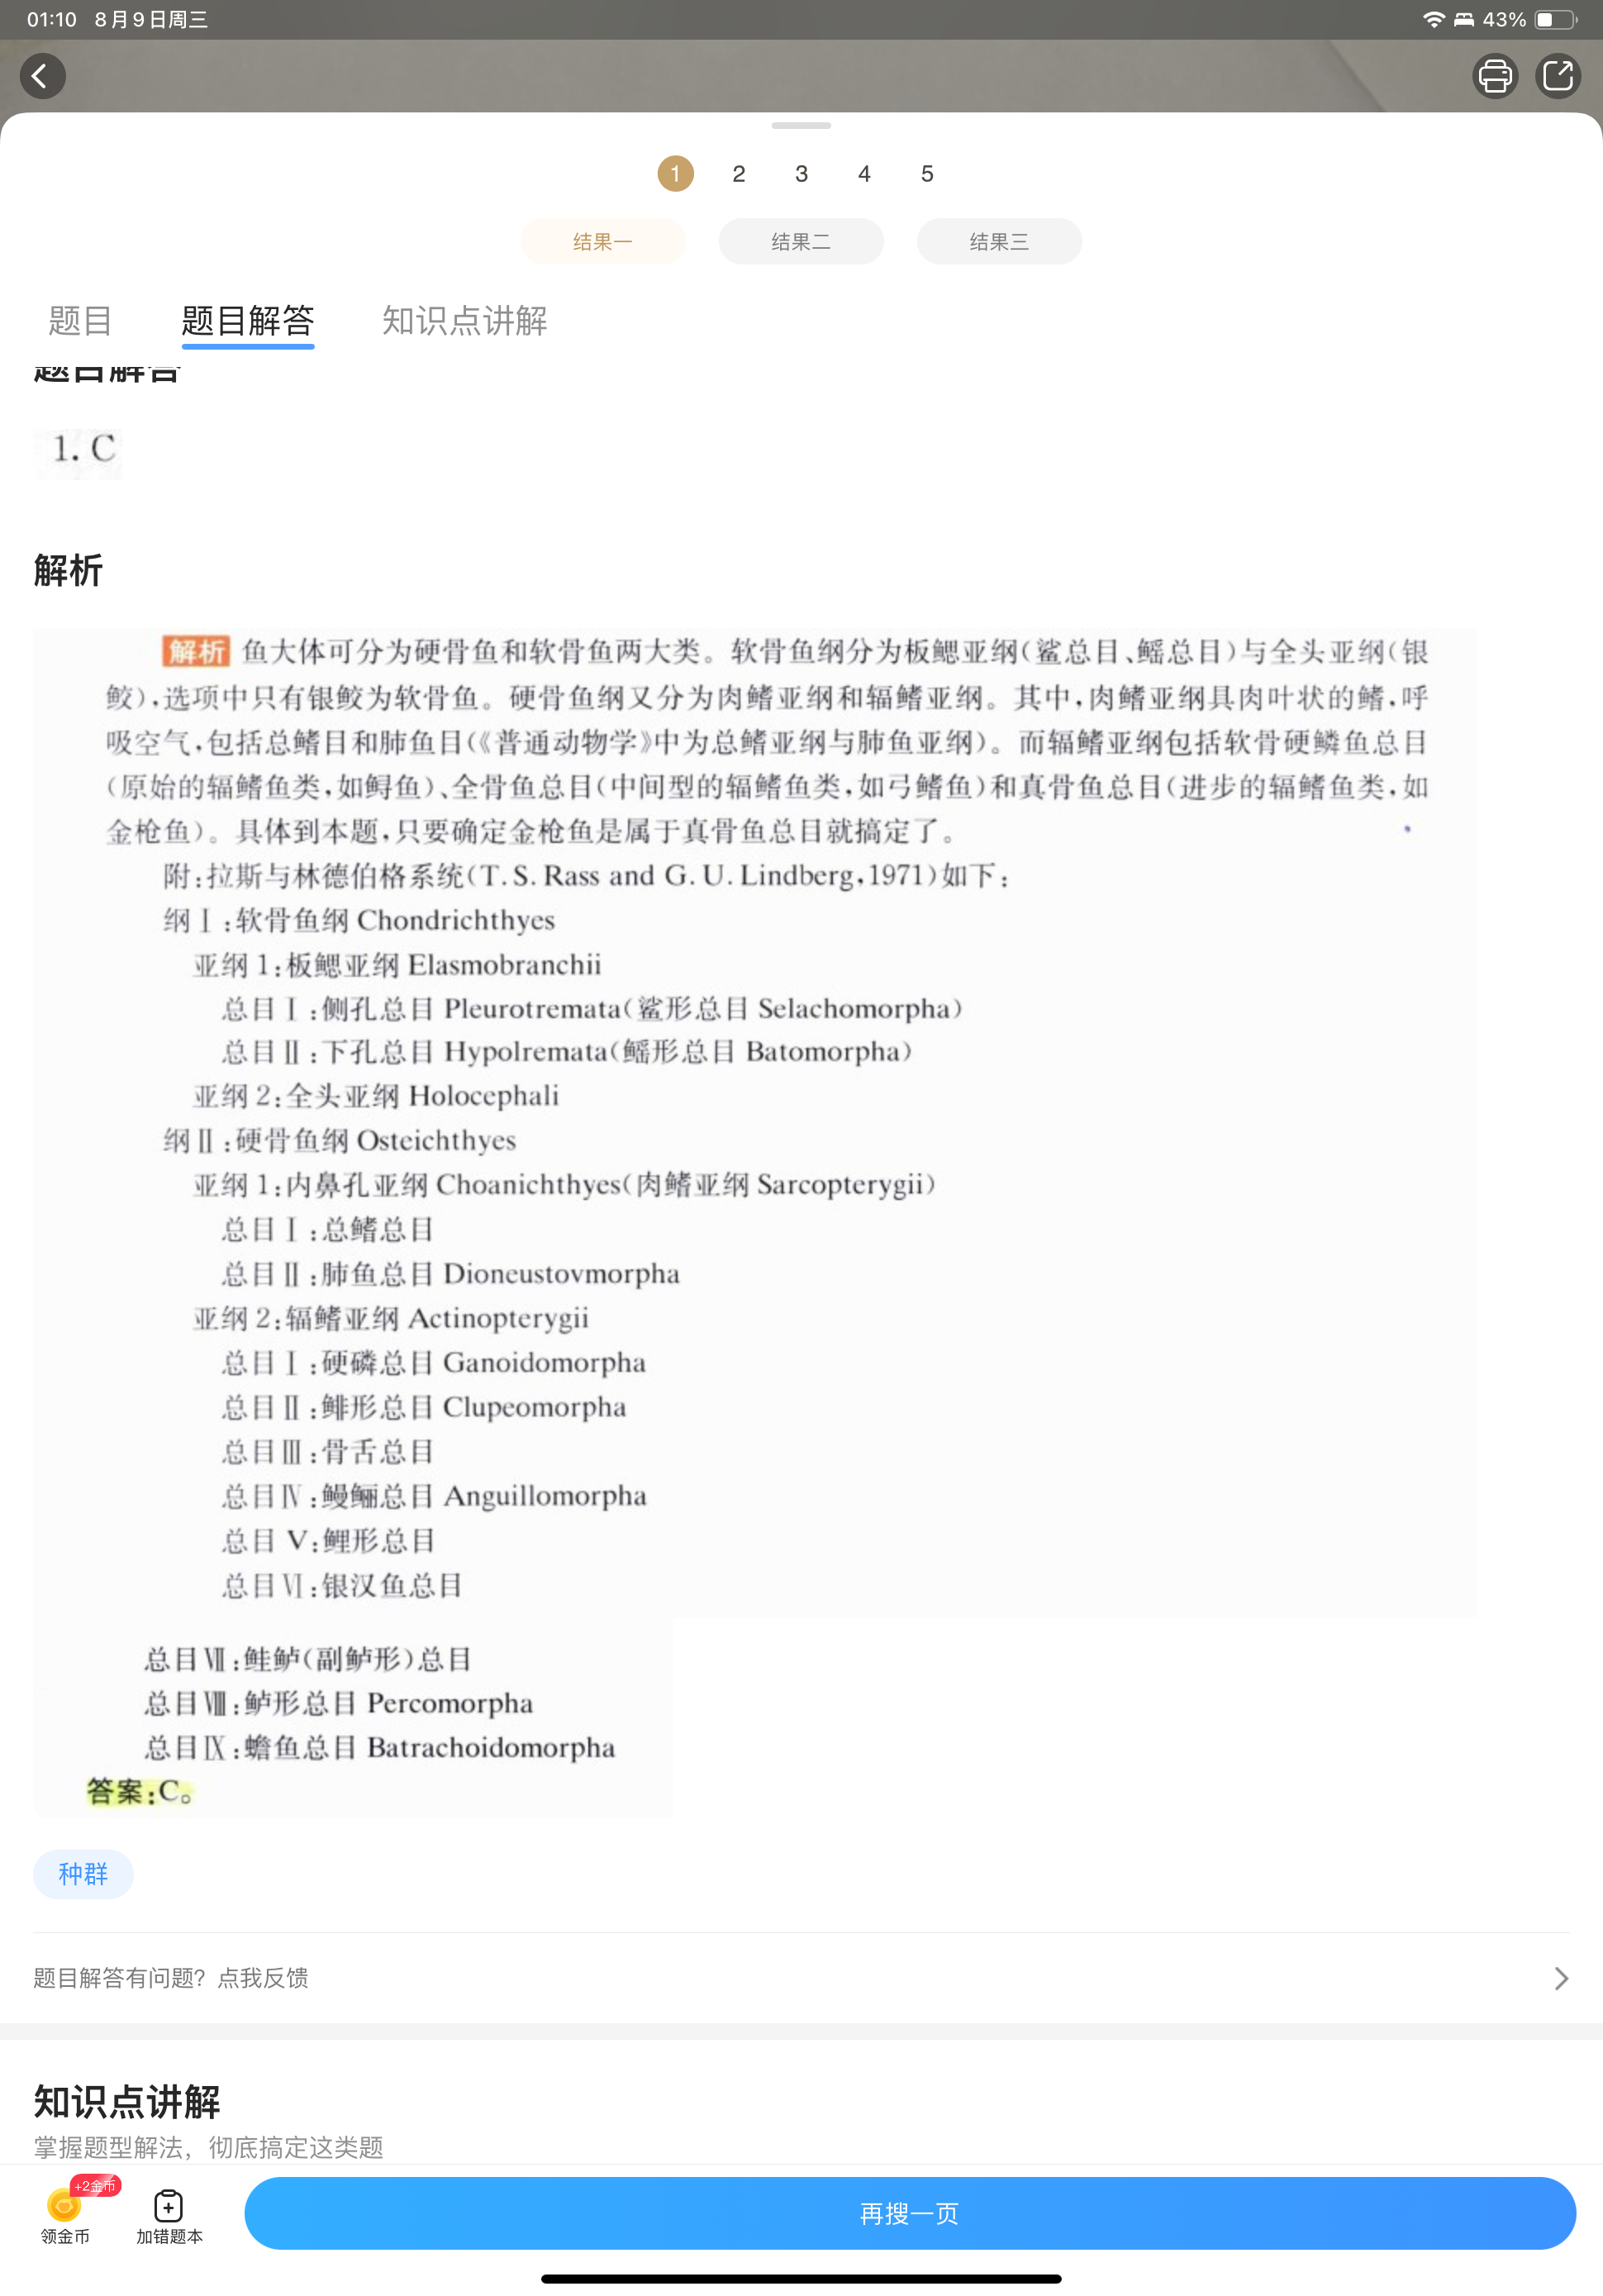 01:10 8月9日周三
43%
1 2 3 4 5
结果一 结果二 结果三
题目 题目解答 知识点讲解
题目解答
1. C
解析
解析 鱼大体可分为硬骨鱼和软骨鱼两大类。软骨鱼纲分为板鳃亚纲(鲨总目、鳐总目)与全头亚纲(银
鲛),选项中只有银鲛为软骨鱼。硬骨鱼纲又分为肉鳍亚纲和辐鳍亚纲。其中,肉鳍亚纲具肉叶状的鳍,呼
吸空气,包括总鳍目和肺鱼目(《普通动物学》中为总鳍亚纲与肺鱼亚纲)。而辐鳍亚纲包括软骨硬鳞鱼总目
(原始的辐鳍鱼类,如鲟鱼)、全骨鱼总目(中间型的辐鳍鱼类,如弓鳍鱼)和真骨鱼总目(进步的辐鳍鱼类,如
金枪鱼)。具体到本题,只要确定金枪鱼是属于真骨鱼总目就搞定了。
附:拉斯与林德伯格系统(T. S. Rass and G. U. Lindberg,1971)如下:
纲Ⅰ:软骨鱼纲 Chondrichthyes
亚纲 1:板鳃亚纲 Elasmobranchii
总目Ⅰ:侧孔总目 Pleurotremata(鲨形总目 Selachomorpha)
总目Ⅱ:下孔总目 Hypolremata(鳐形总目 Batomorpha)
亚纲 2:全头亚纲 Holocephali
纲Ⅱ:硬骨鱼纲 Osteichthyes
亚纲 1:内鼻孔亚纲 Choanichthyes(肉鳍亚纲 Sarcopterygii)
总目Ⅰ:总鳍总目
总目Ⅱ:肺鱼总目 Dioneustovmorpha
亚纲 2:辐鳍亚纲 Actinopterygii
总目Ⅰ:硬磷总目 Ganoidomorpha
总目Ⅱ:鲱形总目 Clupeomorpha
总目Ⅲ:骨舌总目
总目Ⅳ:鳗鲡总目 Anguillomorpha
总目Ⅴ:鲤形总目
总目Ⅵ:银汉鱼总目
总目Ⅶ:鲑鲈(副鲈形)总目
总目Ⅷ:鲈形总目 Percomorpha
总目Ⅸ:蟾鱼总目 Batrachoidomorpha
答案:C。
种群
题目解答有问题?点我反馈
知识点讲解
掌握题型解法,彻底搞定这类题
+2金币
领金币 加错题本 再搜一页